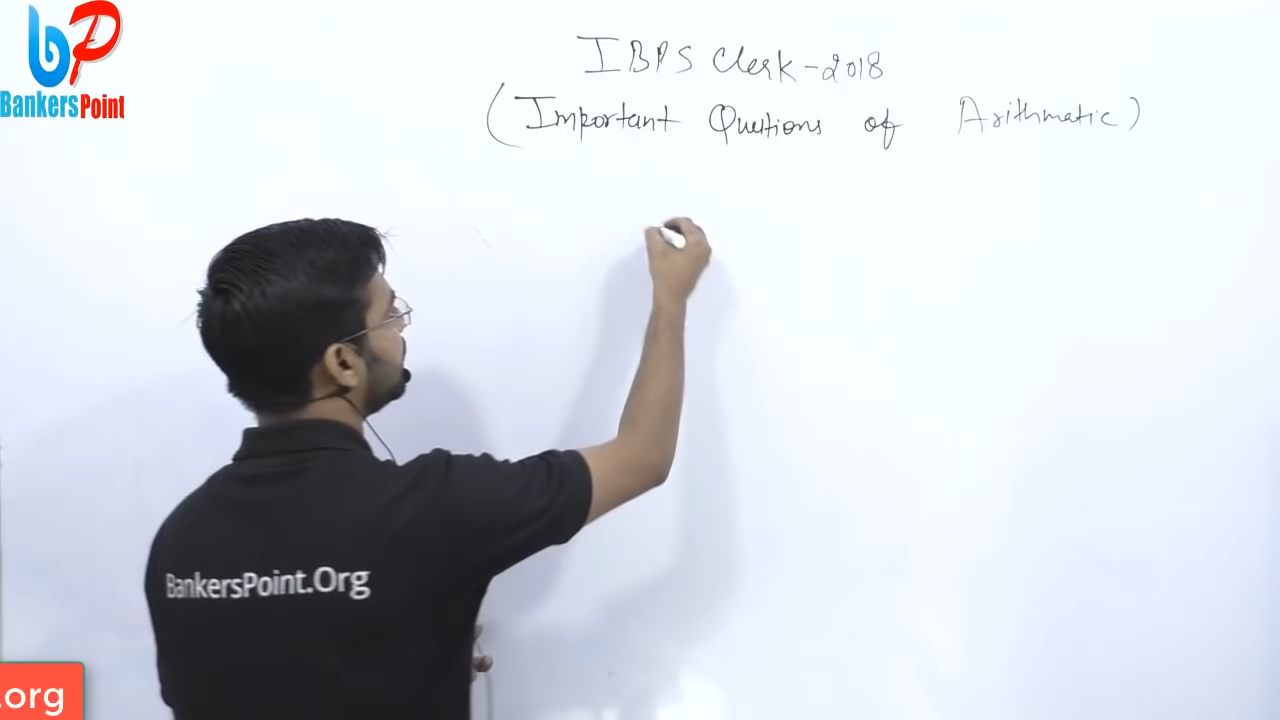 BankersPoint
IBPS Clerk-2018
(Important Questions of Arithmatic)
BankersPoint.Org
.org